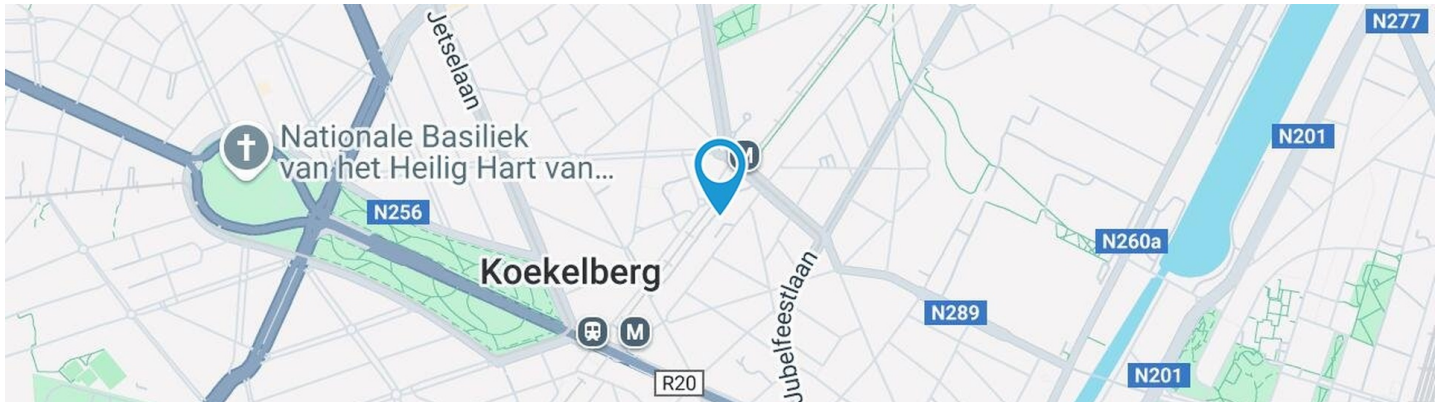 N277
Jetselaan
N201
Nationale Basiliek
van het Heilig Hart van...
M
N256
N260a
Koekelberg
Jubelfeestlaan
N289
M
R20
N201